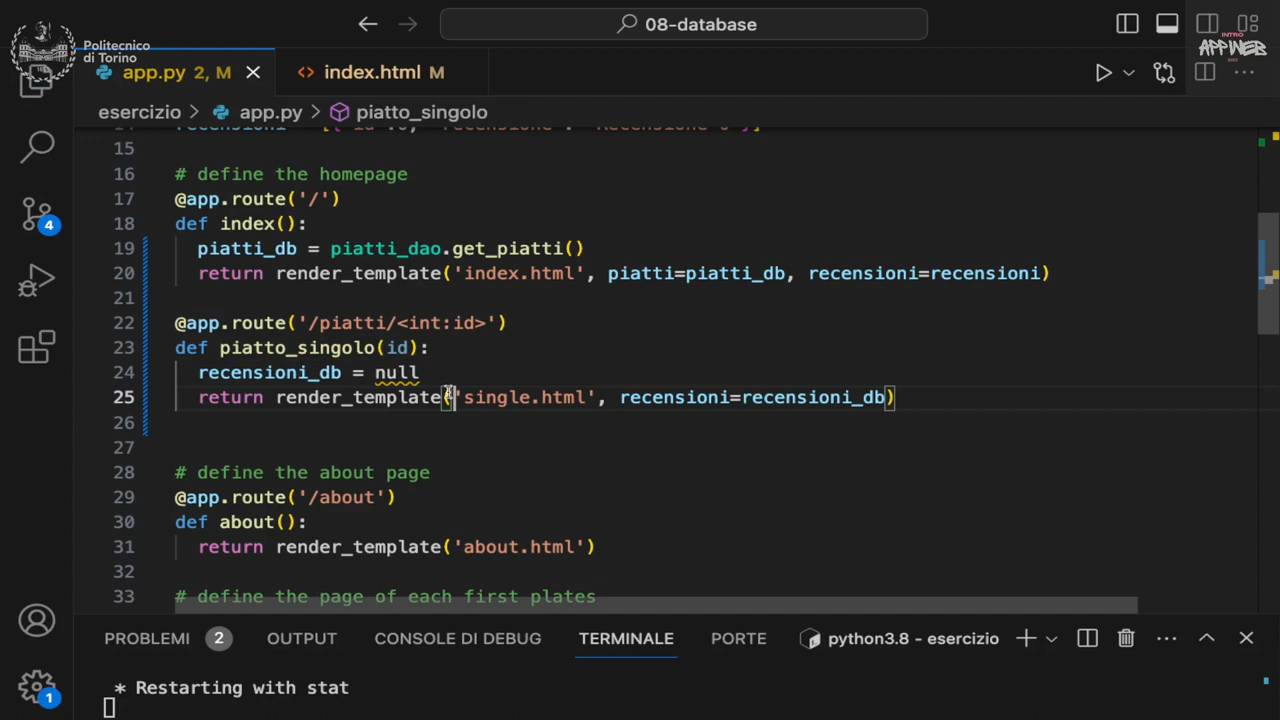 08-database
Politecnico
di Torino
INTRO
APPWEB
app.py 2, M
index.html M
esercizio > app.py > piatto_singolo
15
16 # define the homepage
17 @app.route('/')
18 def index():
19 piatti_db = piatti_dao.get_piatti()
20 return render_template('index.html', piatti=piatti_db, recensioni=recensioni)
21
22 @app.route('/piatti/<int:id>')
23 def piatto_singolo(id):
24 recensioni_db = null
25 return render_template('single.html', recensioni=recensioni_db)
26
27
28 # define the about page
29 @app.route('/about')
30 def about():
31 return render_template('about.html')
32
33 # define the page of each first plates
4
1
PROBLEMI 2 OUTPUT CONSOLE DI DEBUG TERMINALE PORTE python3.8 - esercizio
* Restarting with stat